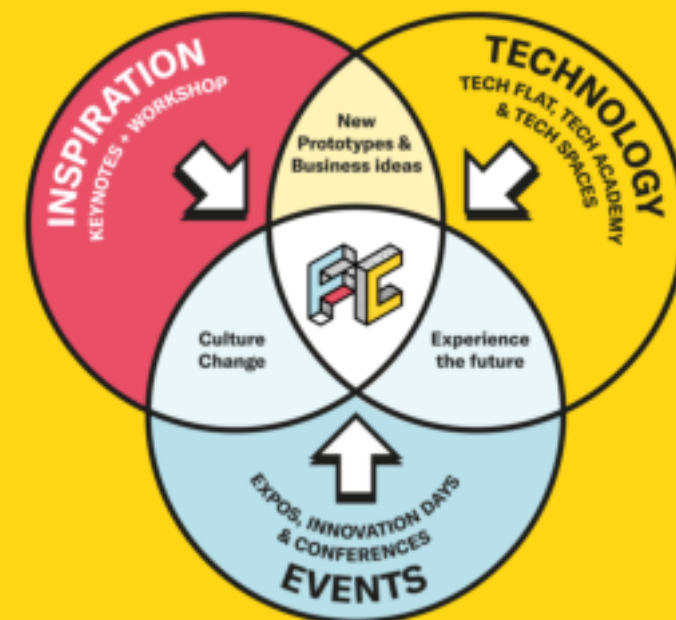 INSPIRATION
KEYNOTES + WORKSHOP
TECHNOLOGY
TECH FLAT, TECH ACADEMY
& TECH SPACES
New
Prototypes &
Business ideas
FTC
Culture
Change
Experience
the future
EXPOS, INNOVATION DAYS
& CONFERENCES
EVENTS